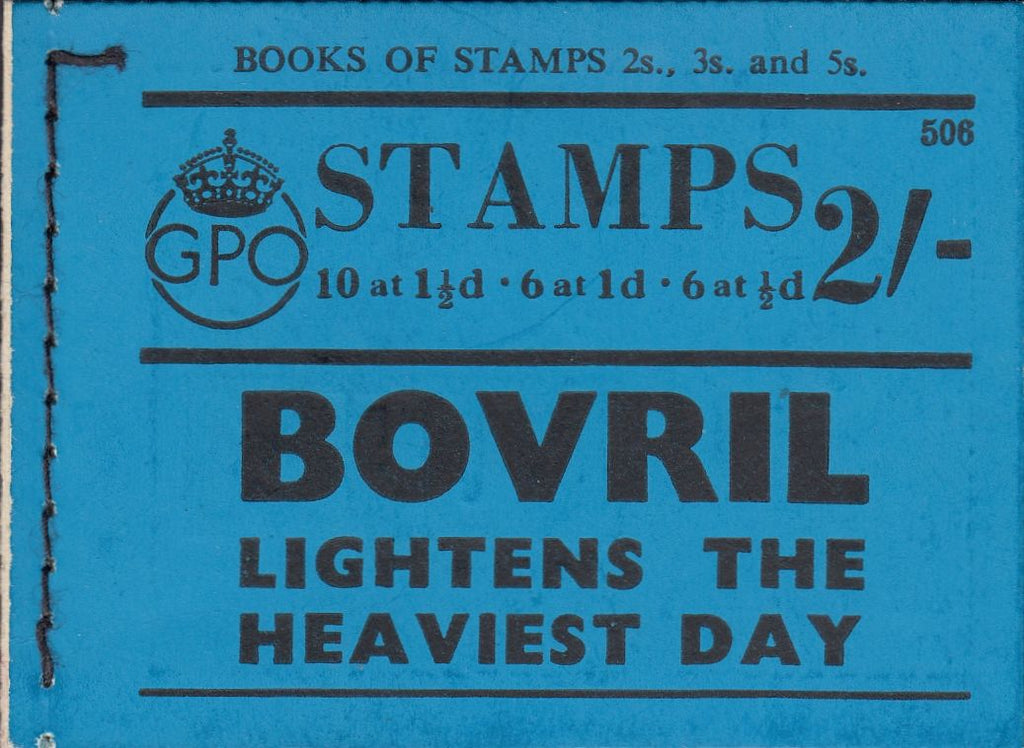 BOOKS OF STAMPS 2s., 3s. and 5s.
506
GPO
STAMPS 2/-
10 at 1½d · 6 at 1d · 6 at ½d
BOVRIL
LIGHTENS THE
HEAVIEST DAY